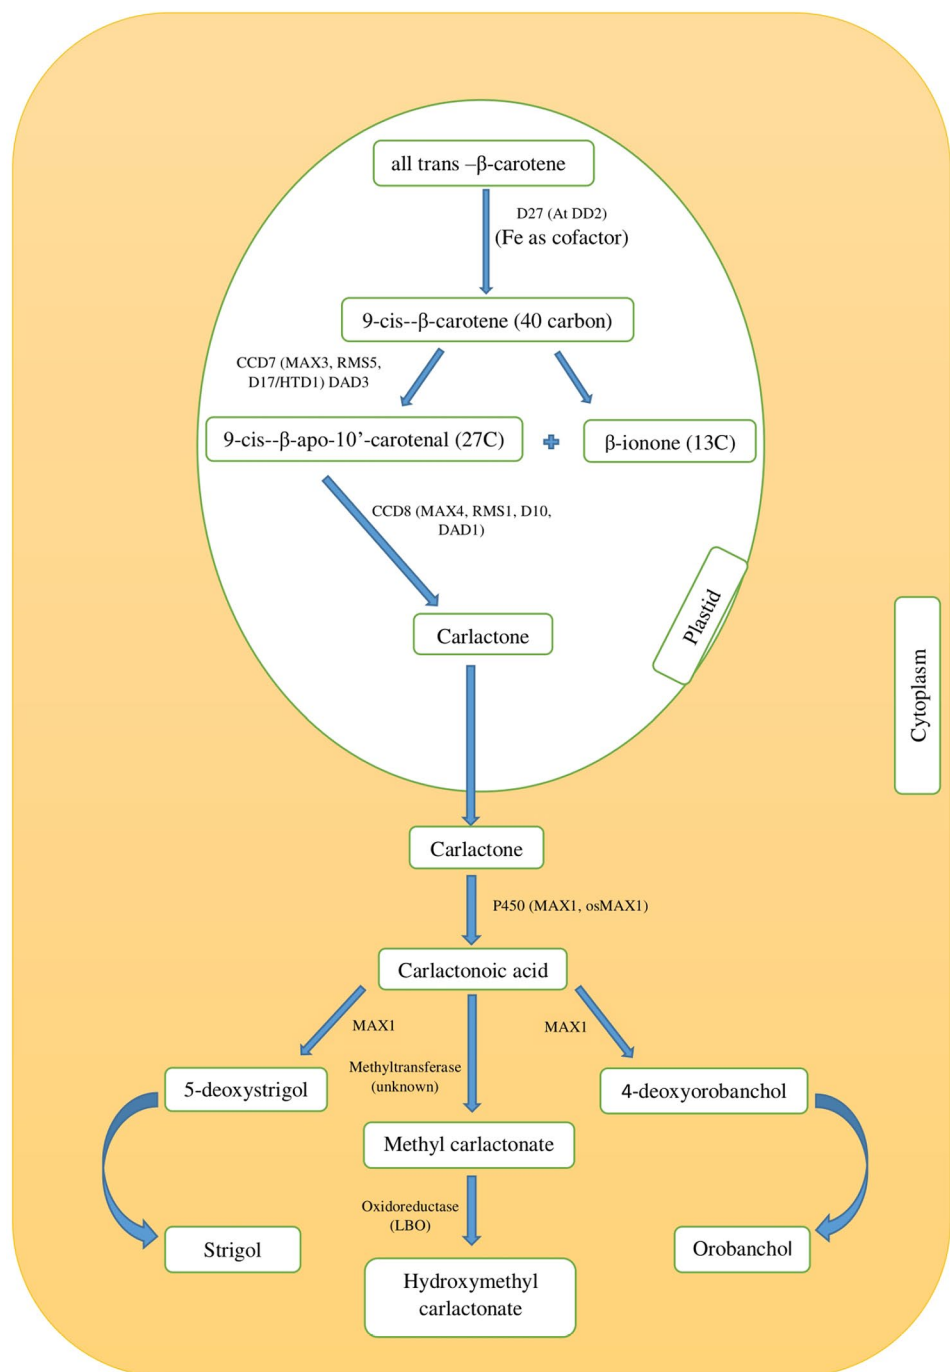 all trans –β-carotene
D27 (At DD2)
(Fe as cofactor)
9-cis--β-carotene (40 carbon)
CCD7 (MAX3, RMS5,
D17/HTD1) DAD3
9-cis--β-apo-10’-carotenal (27C)
β-ionone (13C)
CCD8 (MAX4, RMS1, D10,
DAD1)
Carlactone
Plastid
Cytoplasm
Carlactone
P450 (MAX1, osMAX1)
Carlactonoic acid
MAX1
MAX1
Methyltransferase
(unknown)
5-deoxystrigol
4-deoxyorobanchol
Methyl carlactonate
Oxidoreductase
(LBO)
Strigol
Orobanchol
Hydroxymethyl
carlactonate